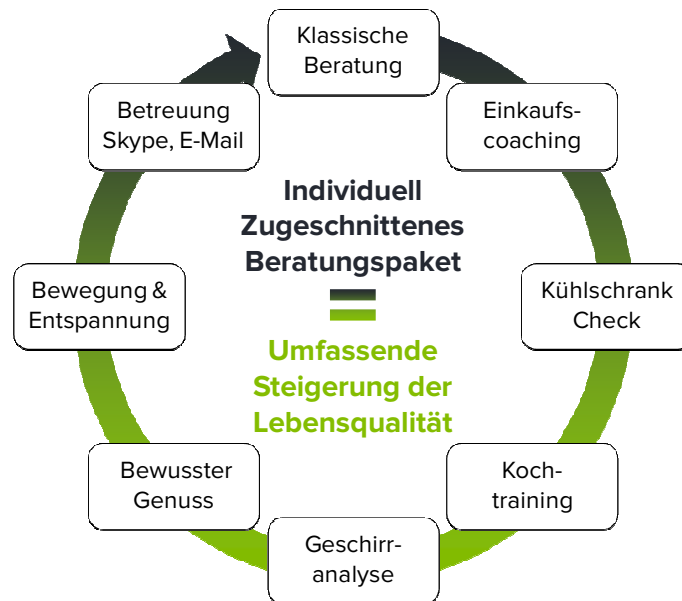 Klassische
Beratung
Einkaufs-
coaching
Kühlschrank
Check
Koch-
training
Geschirr-
analyse
Bewusster
Genuss
Bewegung &
Entspannung
Betreuung
Skype, E-Mail
Individuell
Zugeschnittenes
Beratungspaket
=
Umfassende
Steigerung der
Lebensqualität